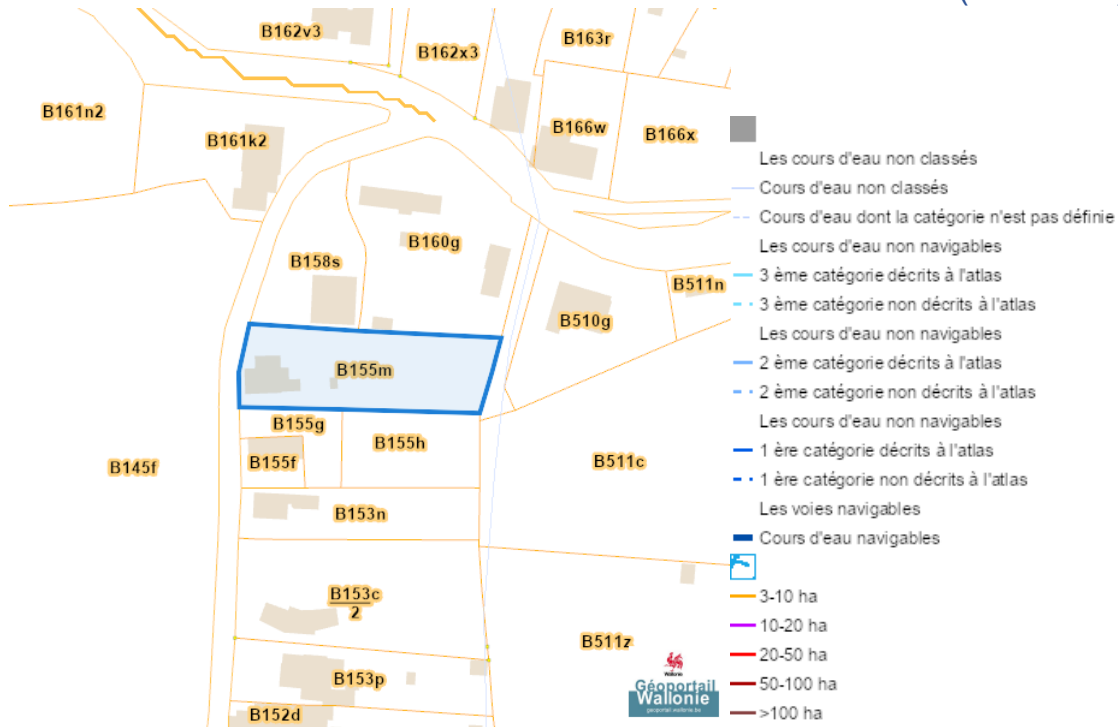 B162v3
B162x3
B163r
B161n2
B161k2
B166w
B166x
B160g
B158s
B511n
B510g
B155m
B155g
B155h
B155f
B145f
B511c
B153n
B153c
2
B511z
B153p
B152d
Wallonie
Géoportail
Wallonie
geoportail.wallonie.be
Les cours d'eau non classés
Cours d'eau non classés
Cours d'eau dont la catégorie n'est pas définie
Les cours d'eau non navigables
3 ème catégorie décrits à l'atlas
3 ème catégorie non décrits à l'atlas
Les cours d'eau non navigables
2 ème catégorie décrits à l'atlas
2 ème catégorie non décrits à l'atlas
Les cours d'eau non navigables
1 ère catégorie décrits à l'atlas
1 ère catégorie non décrits à l'atlas
Les voies navigables
Cours d'eau navigables
3-10 ha
10-20 ha
20-50 ha
50-100 ha
>100 ha